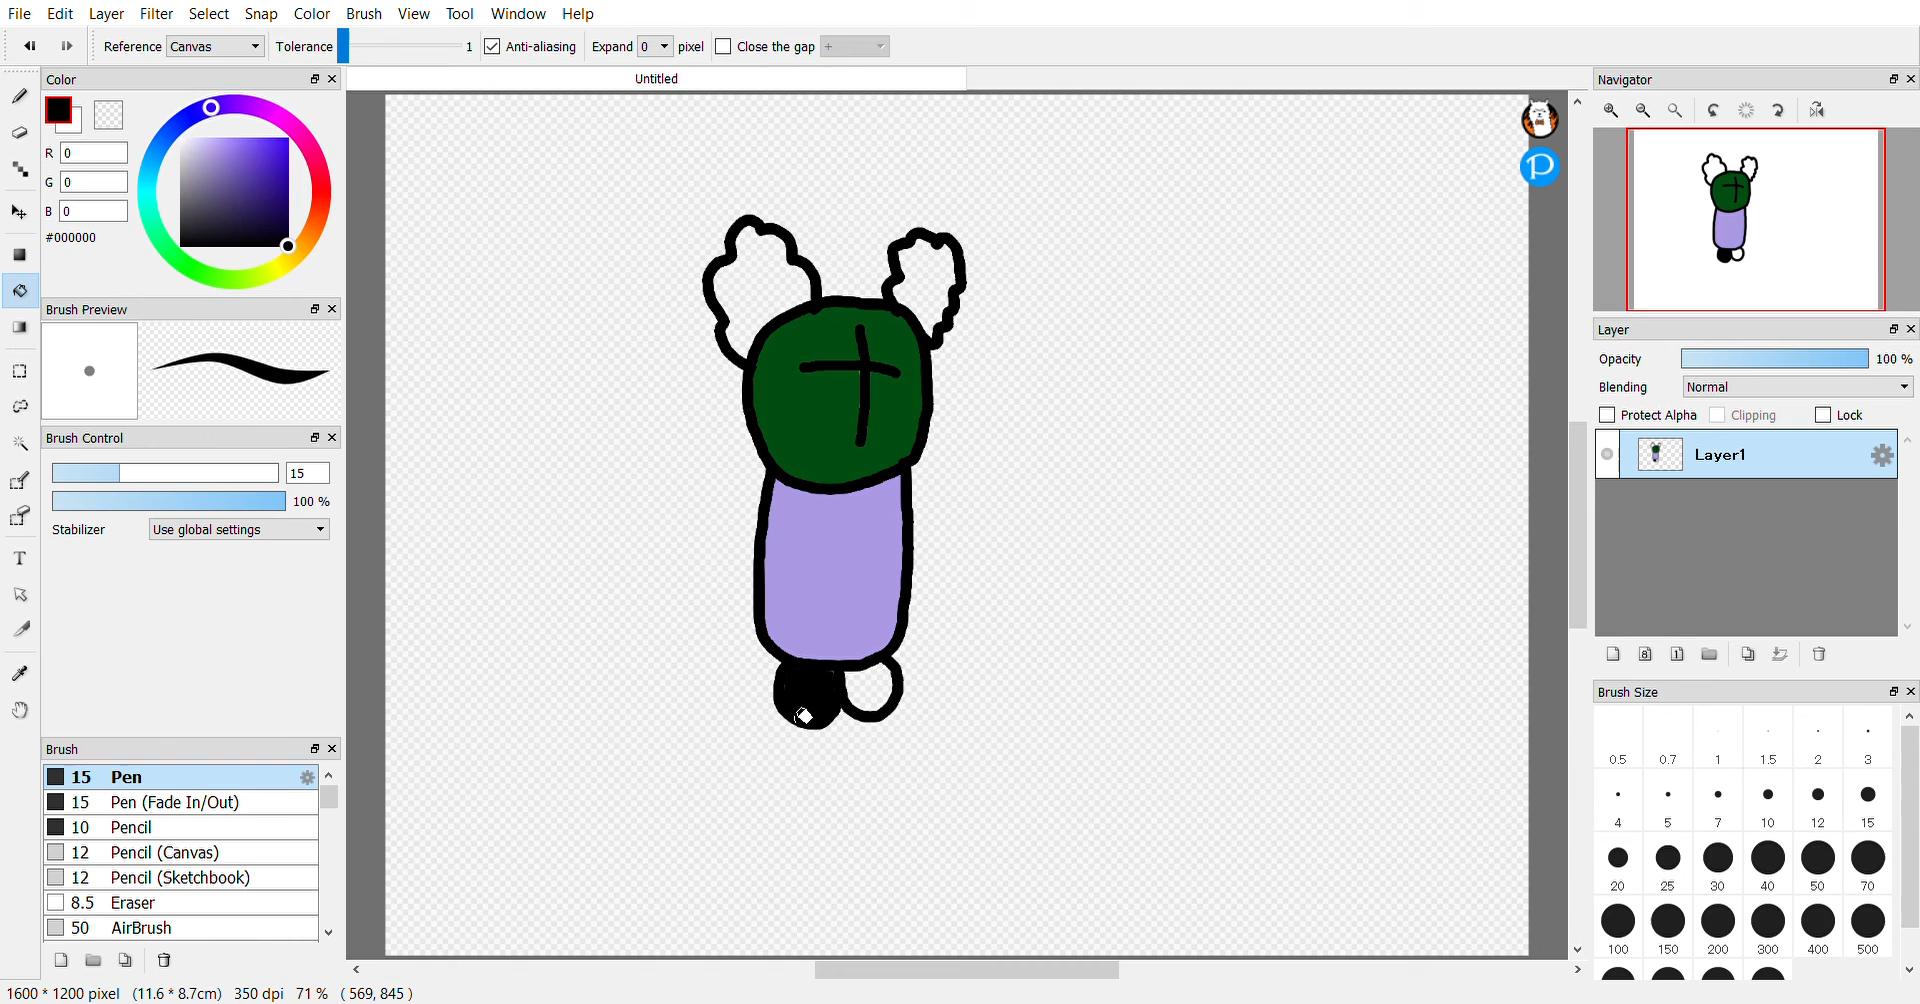 File Edit Layer Filter Select Snap Color Brush View Tool Window Help
Reference Canvas Tolerance 1 Anti-aliasing Expand 0 pixel Close the gap +
Color
R 0
G 0
B 0
#000000
Brush Preview
Brush Control
15
100 %
Stabilizer Use global settings
Brush
15 Pen
15 Pen (Fade In/Out)
10 Pencil
12 Pencil (Canvas)
12 Pencil (Sketchbook)
8.5 Eraser
50 AirBrush
Untitled
P
Navigator
Layer
Opacity 100 %
Blending Normal
Protect Alpha Clipping Lock
Layer1
8 1
Brush Size
0.5 0.7 1 1.5 2 3
4 5 7 10 12 15
20 25 30 40 50 70
100 150 200 300 400 500
T
1600 * 1200 pixel (11.6 * 8.7cm) 350 dpi 71 % ( 569, 845 )